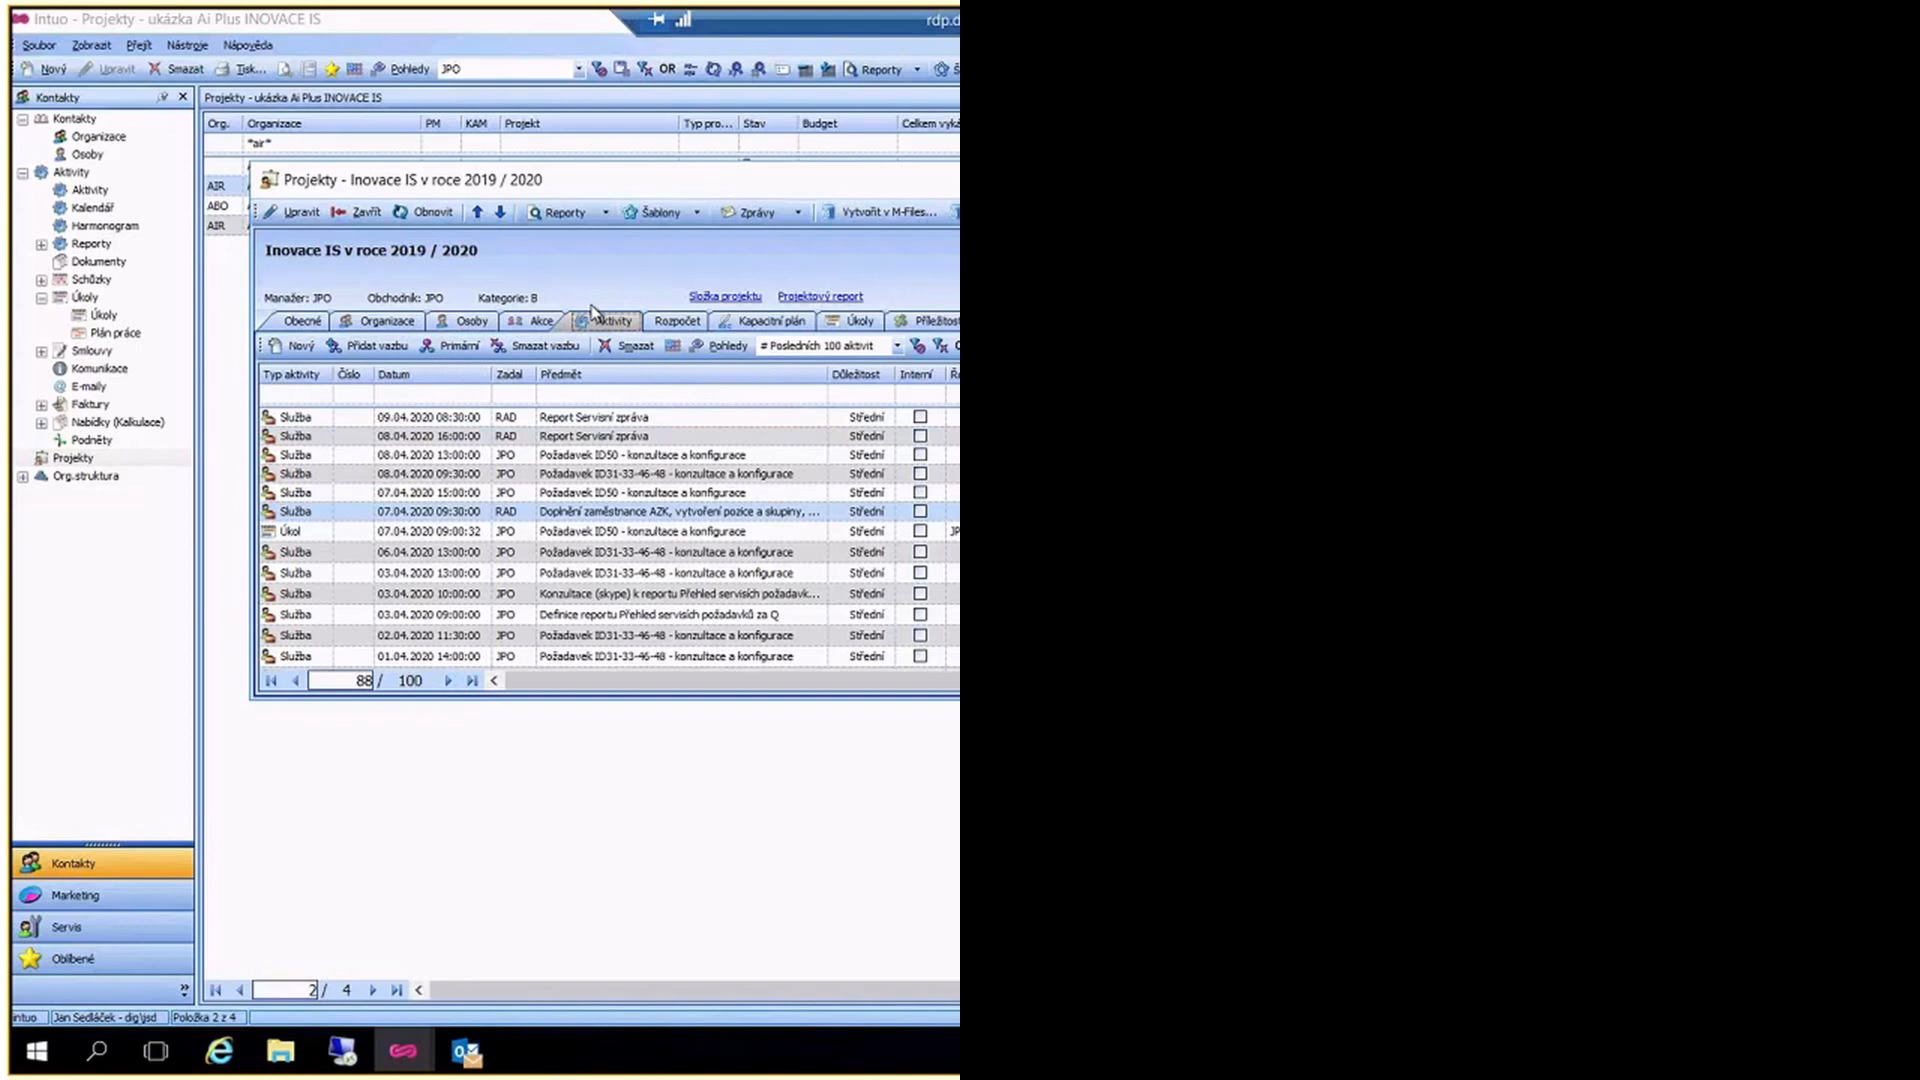 Intuo - Projekty - ukázka Ai Plus INOVACE IS
rdp.d
Soubor Zobrazit Přejít Nástroje Nápověda
Nový Upravit Smazat Tisk... Pohledy JPO OR Reporty
Kontakty
Projekty - ukázka Ai Plus INOVACE IS
Kontakty
Organizace
Osoby
Aktivity
Aktivity
Kalendář
Harmonogram
Reporty
Dokumenty
Schůzky
Úkoly
Úkoly
Plán práce
Smlouvy
Komunikace
E-maily
Faktury
Nabídky (Kalkulace)
Podněty
Projekty
Org.struktura
Org. Organizace PM KAM Projekt Typ pro... Stav Budget Celkem vyká
*air*
AIR
ABO
AIR
Projekty - Inovace IS v roce 2019 / 2020
Upravit Zavřít Obnovit Reporty Šablony Zprávy Vytvořit v M-Files...
Inovace IS v roce 2019 / 2020
Manažer: JPO Obchodník: JPO Kategorie: B Složka projektu Projektový report
Obecné Organizace Osoby Akce Aktivity Rozpočet Kapacitní plán Úkoly Příležitost
Nový Přidat vazbu Primární Smazat vazbu Smazat Pohledy # Posledních 100 aktivit
Typ aktivity Číslo Datum Zadal Předmět Důležitost Interní
Služba 09.04.2020 08:30:00 RAD Report Servisní zpráva Střední
Služba 08.04.2020 16:00:00 RAD Report Servisní zpráva Střední
Služba 08.04.2020 13:00:00 JPO Požadavek ID50 - konzultace a konfigurace Střední
Služba 08.04.2020 09:30:00 JPO Požadavek ID31-33-46-48 - konzultace a konfigurace Střední
Služba 07.04.2020 15:00:00 JPO Požadavek ID50 - konzultace a konfigurace Střední
Služba 07.04.2020 09:30:00 RAD Doplnění zaměstnance AZK, vytvoření pozice a skupiny, ... Střední
Úkol 07.04.2020 09:00:32 JPO Požadavek ID50 - konzultace a konfigurace Střední JP
Služba 06.04.2020 13:00:00 JPO Požadavek ID31-33-46-48 - konzultace a konfigurace Střední
Služba 03.04.2020 13:00:00 JPO Požadavek ID31-33-46-48 - konzultace a konfigurace Střední
Služba 03.04.2020 10:00:00 JPO Konzultace (skype) k reportu Přehled servisích požadavk... Střední
Služba 03.04.2020 09:00:00 JPO Definice reportu Přehled servisích požadavků za Q Střední
Služba 02.04.2020 11:30:00 JPO Požadavek ID31-33-46-48 - konzultace a konfigurace Střední
Služba 01.04.2020 14:00:00 JPO Požadavek ID31-33-46-48 - konzultace a konfigurace Střední
88 / 100
Kontakty
Marketing
Servis
Oblíbené
2 / 4
intuo Jan Sedláček - dig\jsd Položka 2 z 4